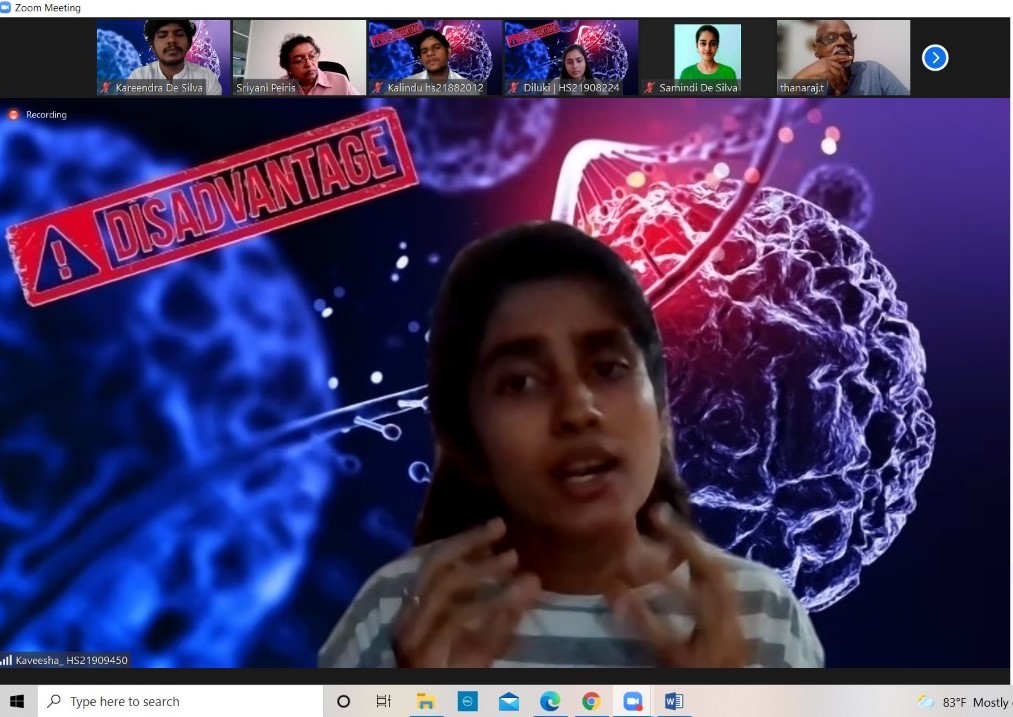 Zoom Meeting
Kareendra De Silva
Sriyani Peiris
Kalindu hs21882012
Diluki | HS21908224
Samindi De Silva
thanaraj.t
Recording
DISADVANTAGE
Kaveesha_ HS21909450
Type here to search
83°F Mostly